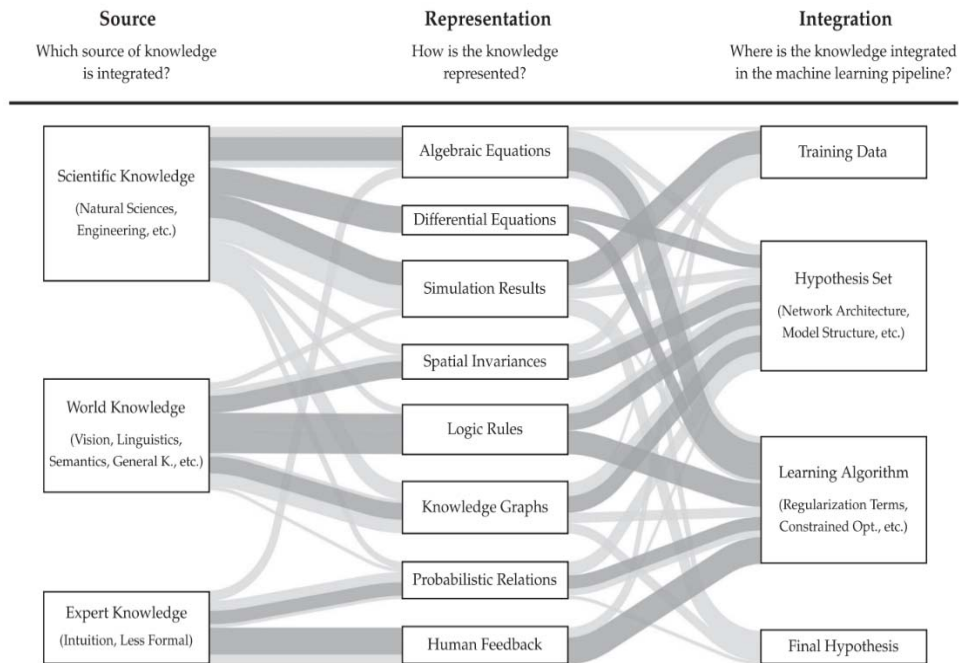 Source
Which source of knowledge
is integrated?
Representation
How is the knowledge
represented?
Integration
Where is the knowledge integrated
in the machine learning pipeline?
Scientific Knowledge
(Natural Sciences,
Engineering, etc.)
World Knowledge
(Vision, Linguistics,
Semantics, General K., etc.)
Expert Knowledge
(Intuition, Less Formal)
Algebraic Equations
Differential Equations
Simulation Results
Spatial Invariances
Logic Rules
Knowledge Graphs
Probabilistic Relations
Human Feedback
Training Data
Hypothesis Set
(Network Architecture,
Model Structure, etc.)
Learning Algorithm
(Regularization Terms,
Constrained Opt., etc.)
Final Hypothesis